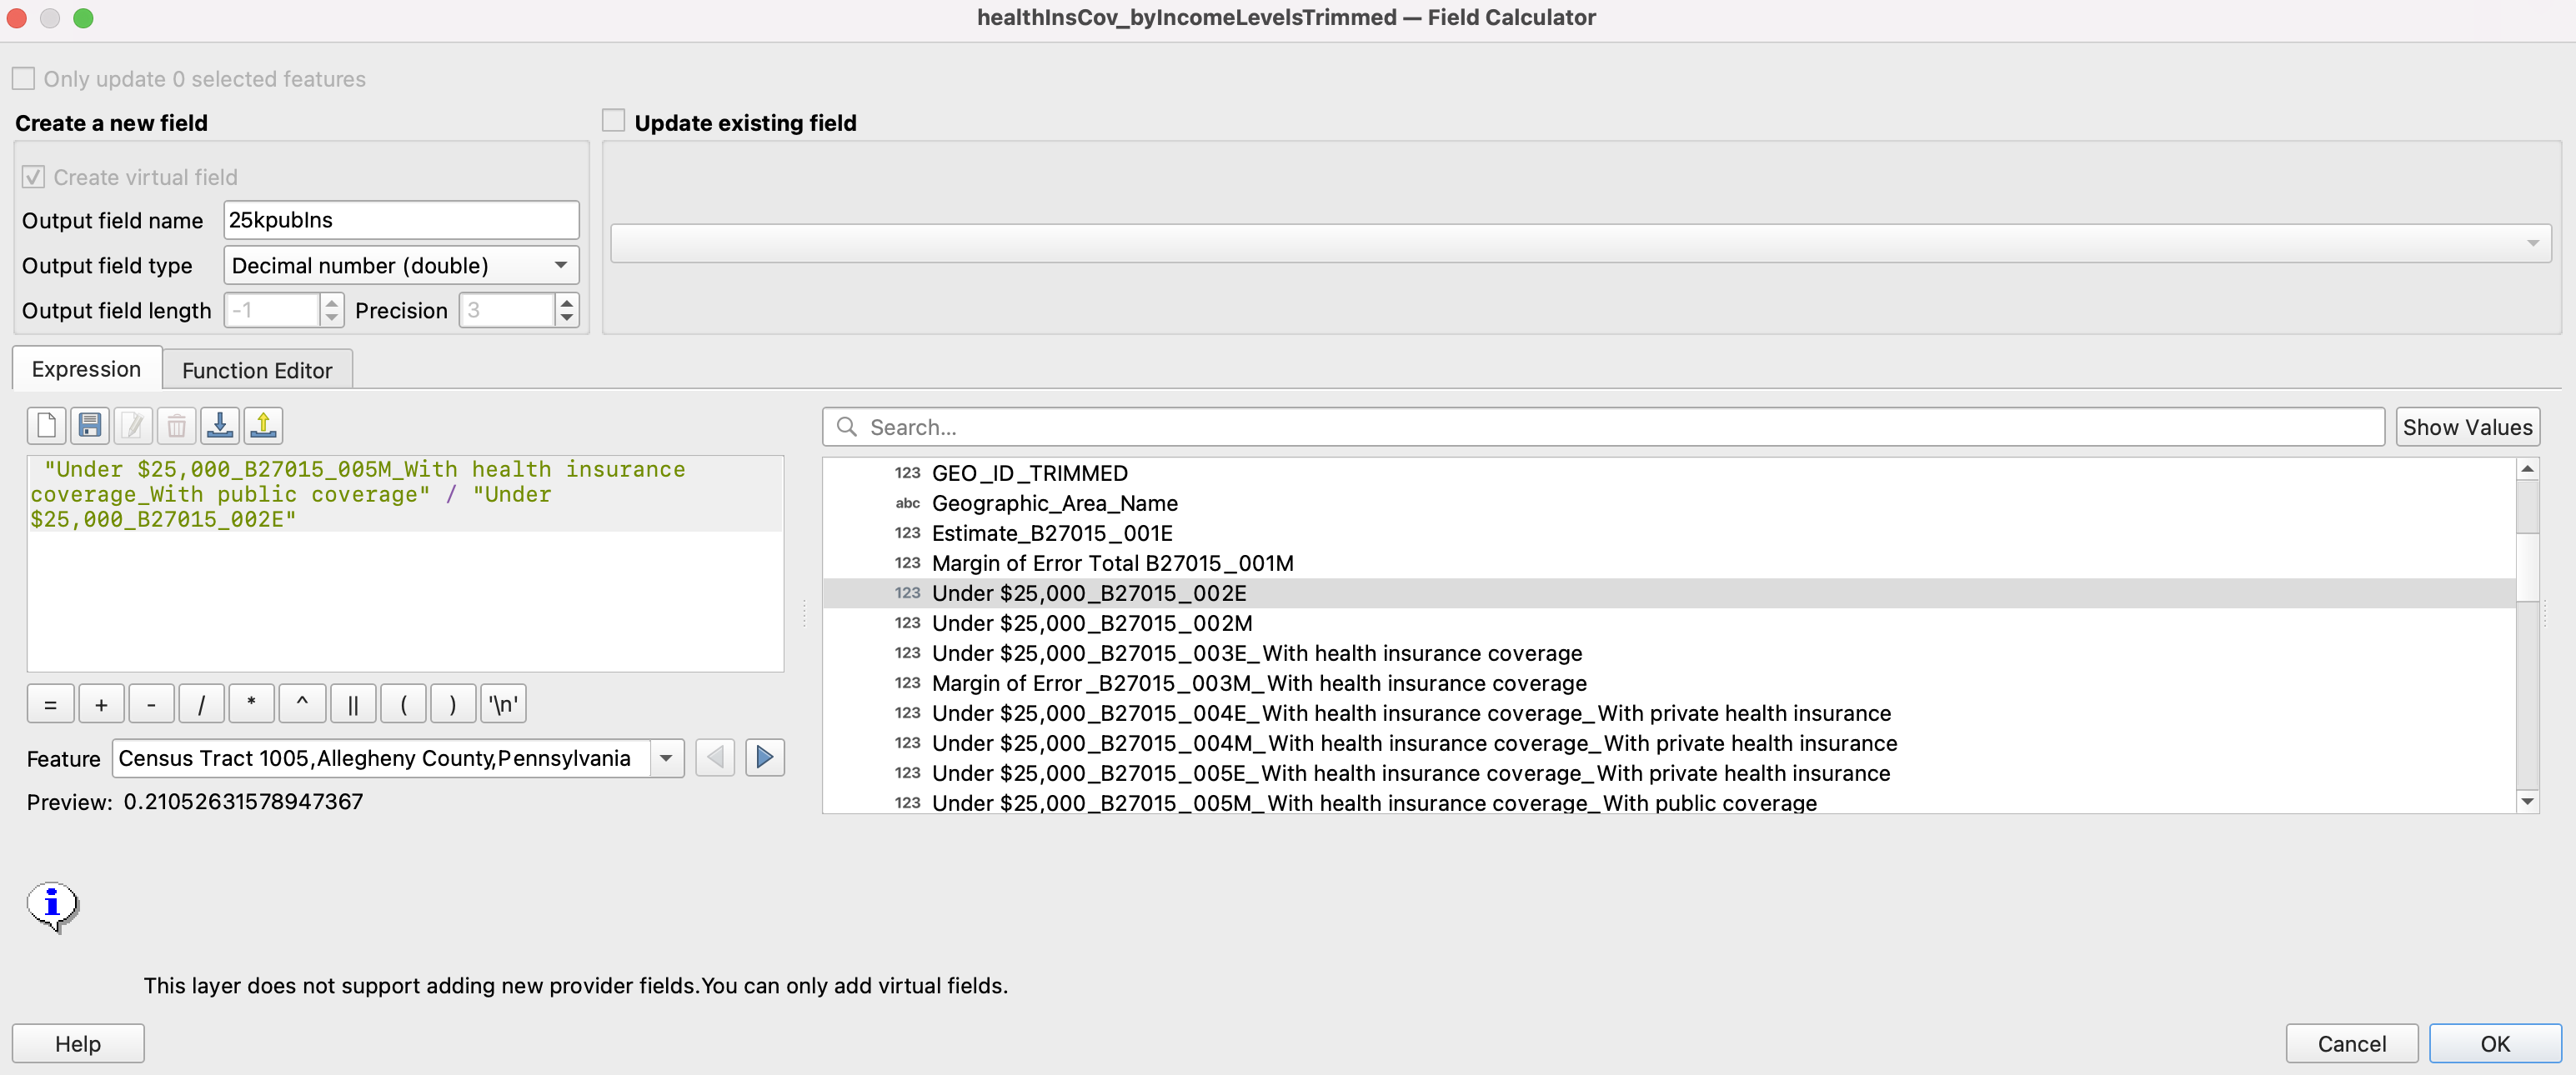 healthInsCov_byIncomeLevelsTrimmed — Field Calculator
Only update 0 selected features
Create a new field
Update existing field
Create virtual field
Output field name 25kpubIns
Output field type Decimal number (double)
Output field length -1 Precision 3
Expression Function Editor
Search... Show Values
"Under $25,000_B27015_005M_With health insurance
coverage_With public coverage" / "Under
$25,000_B27015_002E"
= + - / * ^ || ( ) '\n'
Feature Census Tract 1005,Allegheny County,Pennsylvania
Preview: 0.21052631578947367
123 GEO_ID_TRIMMED
abc Geographic_Area_Name
123 Estimate_B27015_001E
123 Margin of Error Total B27015_001M
123 Under $25,000_B27015_002E
123 Under $25,000_B27015_002M
123 Under $25,000_B27015_003E_With health insurance coverage
123 Margin of Error_B27015_003M_With health insurance coverage
123 Under $25,000_B27015_004E_With health insurance coverage_With private health insurance
123 Under $25,000_B27015_004M_With health insurance coverage_With private health insurance
123 Under $25,000_B27015_005E_With health insurance coverage_With private health insurance
123 Under $25,000_B27015_005M_With health insurance coverage_With public coverage
This layer does not support adding new provider fields.You can only add virtual fields.
Help Cancel OK